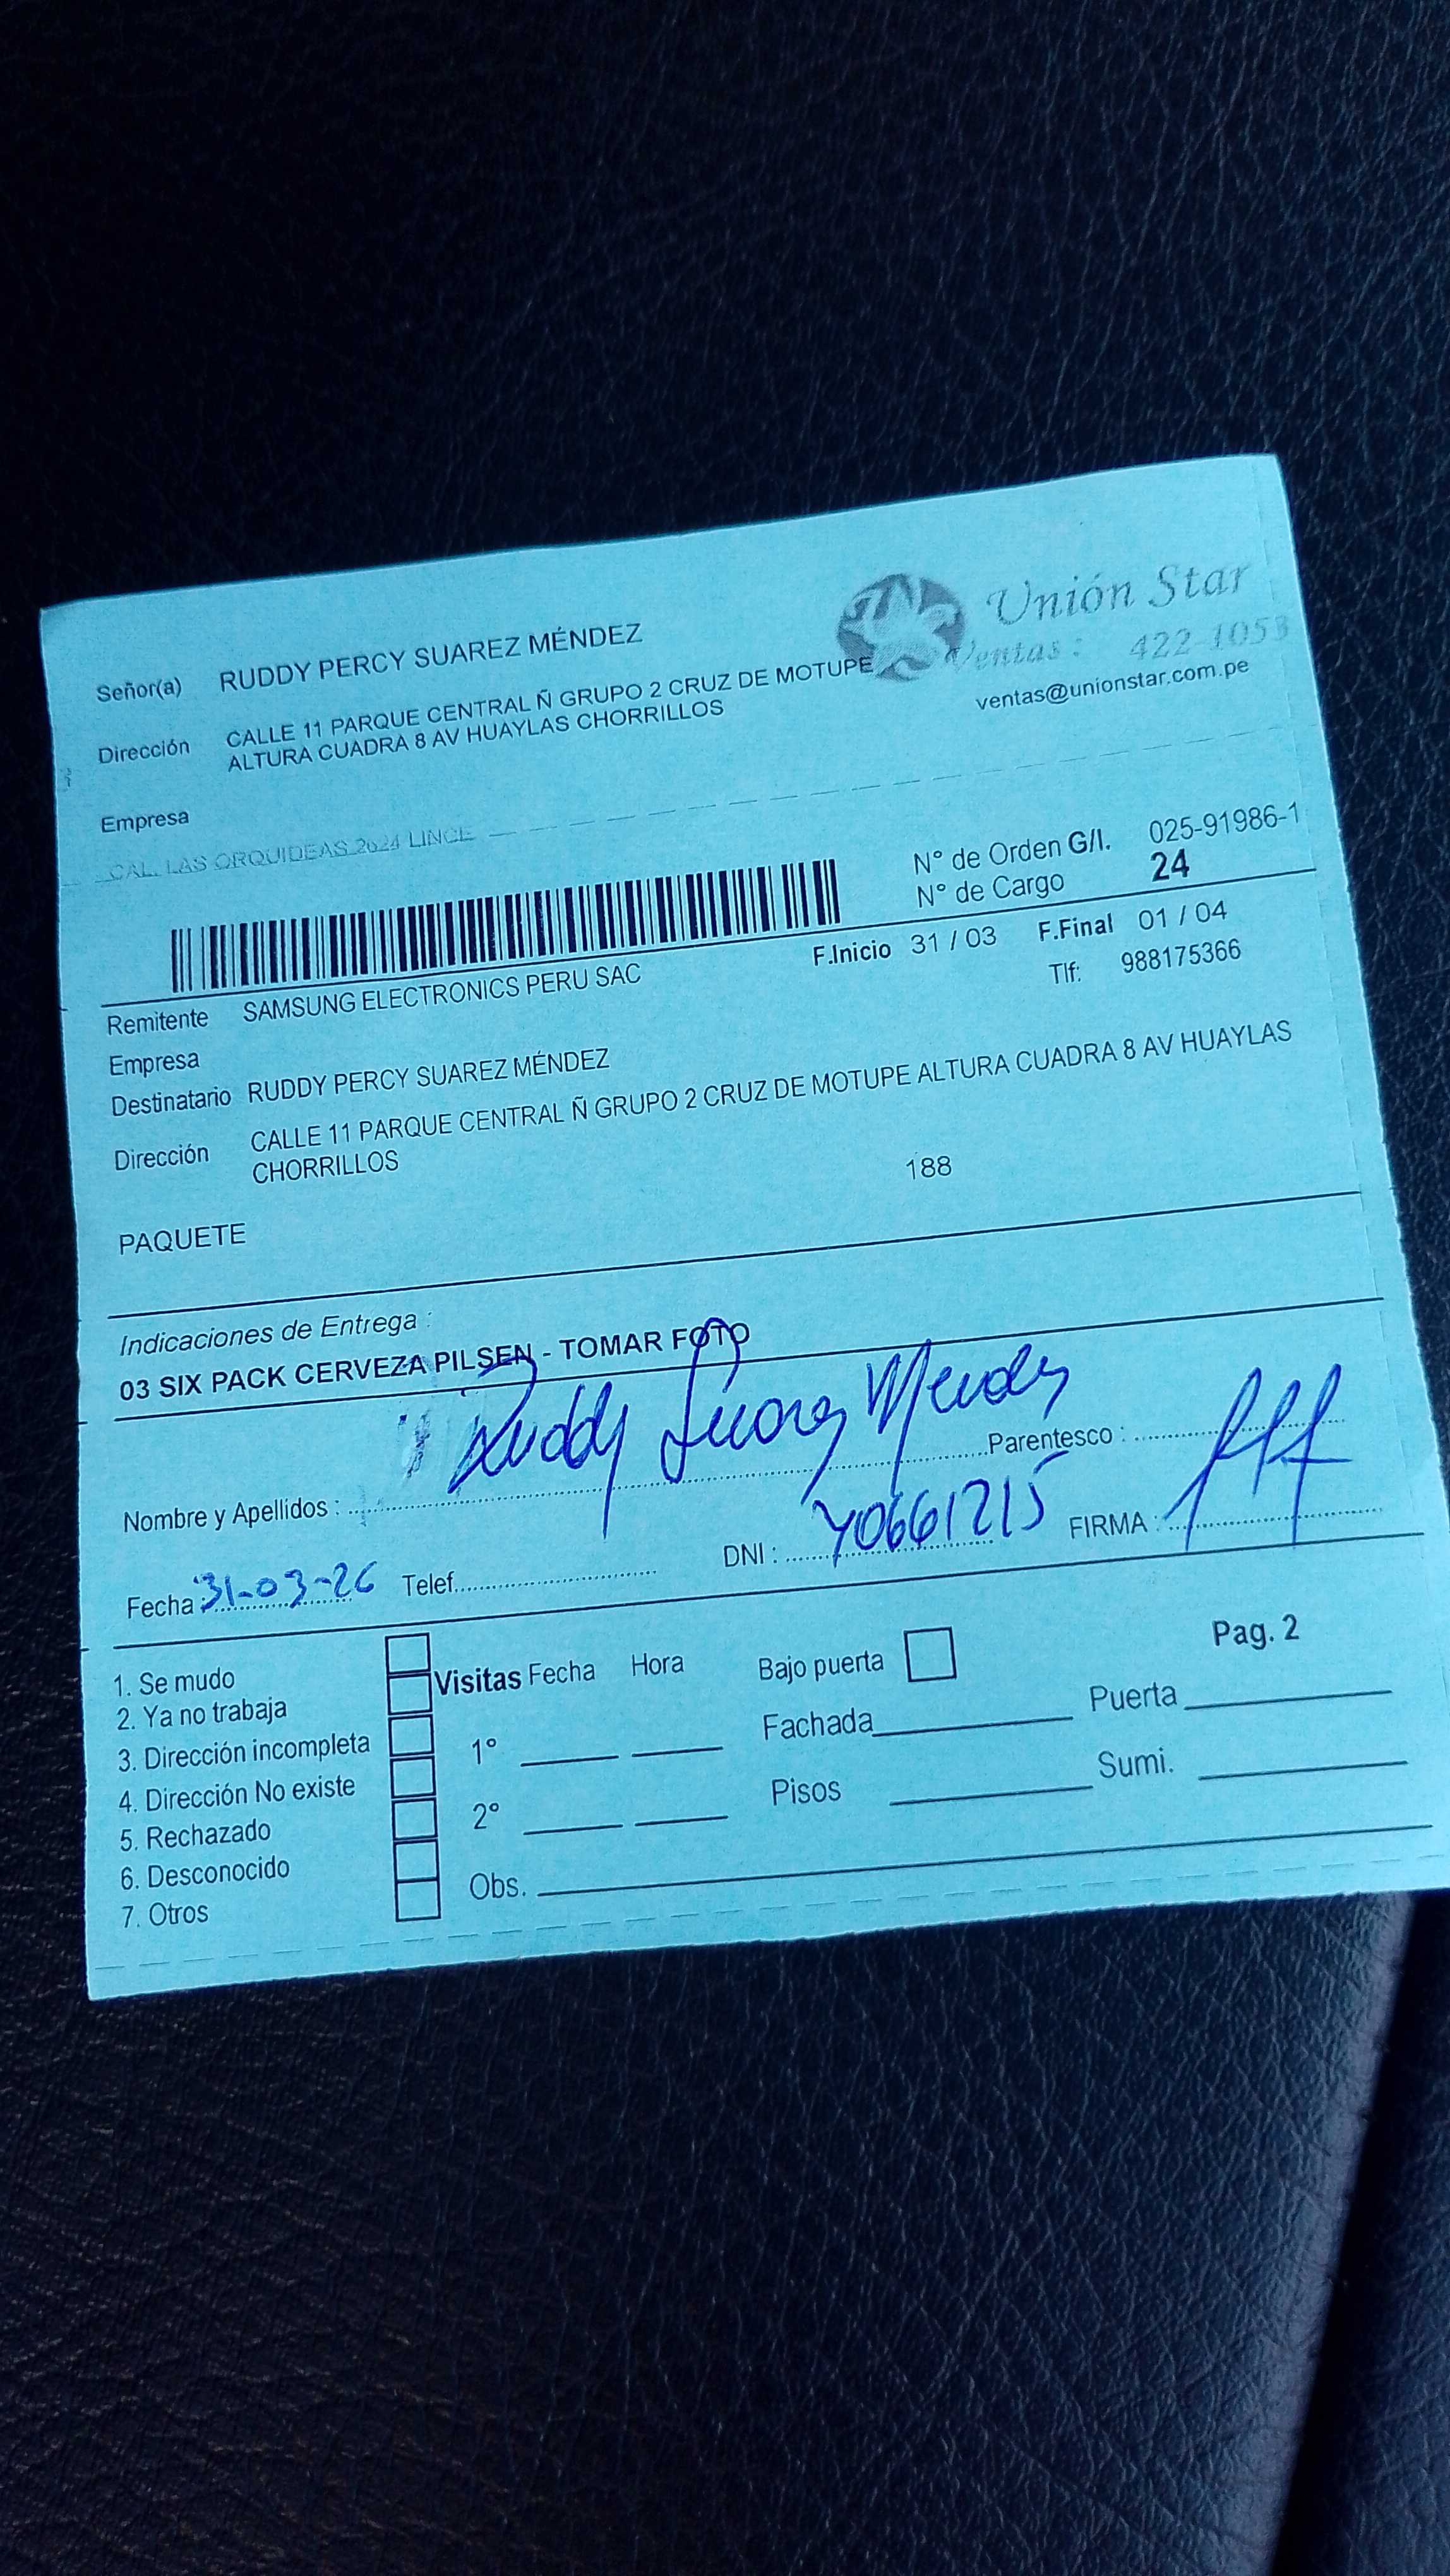 Unión Star
Ventas: 422-1053
ventas@unionstar.com.pe
Señor(a) RUDDY PERCY SUAREZ MÉNDEZ
Dirección CALLE 11 PARQUE CENTRAL Ñ GRUPO 2 CRUZ DE MOTUPE
ALTURA CUADRA 8 AV HUAYLAS CHORRILLOS
Empresa
CAL. LAS ORQUIDEAS 2624 LINCE
N° de Orden G/I. 025-91986-1
N° de Cargo 24
F.Inicio 31 / 03 F.Final 01 / 04
Remitente SAMSUNG ELECTRONICS PERU SAC Tlf: 988175366
Empresa
Destinatario RUDDY PERCY SUAREZ MÉNDEZ
Dirección CALLE 11 PARQUE CENTRAL Ñ GRUPO 2 CRUZ DE MOTUPE ALTURA CUADRA 8 AV HUAYLAS
CHORRILLOS
188
PAQUETE
Indicaciones de Entrega :
03 SIX PACK CERVEZA PILSEN - TOMAR FOTO
Nombre y Apellidos : Ruddy Suarez Mendez Parentesco :
Fecha : 31-03-26 Telef. DNI : 40661215 FIRMA :
Pag. 2
1. Se mudo
2. Ya no trabaja
3. Dirección incompleta
4. Dirección No existe
5. Rechazado
6. Desconocido
7. Otros
Visitas Fecha Hora
1°
2°
Obs.
Bajo puerta
Fachada Puerta
Pisos Sumi.